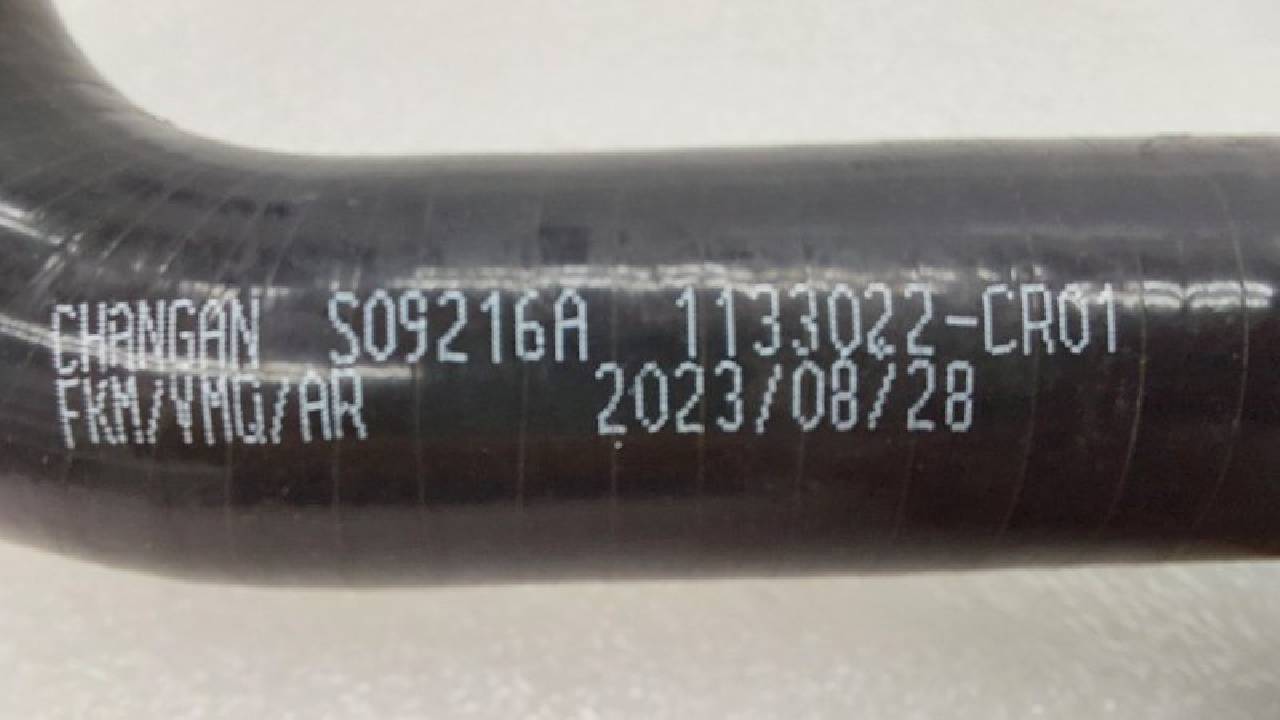 CHANGAN S09216A 1133022-CR01
FKM/VMQ/AR 2023/08/28